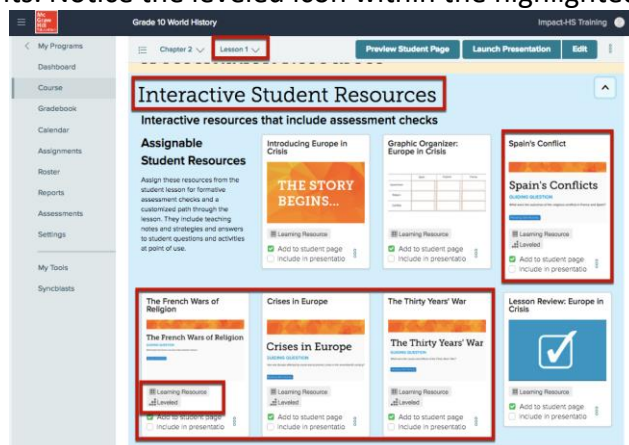 nts. Notice the leveled icon within the highlighted
Mc
Graw
Hill
Grade 10 World History
Impact-HS Training
My Programs
Dashboard
Course
Gradebook
Calendar
Assignments
Roster
Reports
Assessments
Settings
My Tools
Syncblasts
Chapter 2
Lesson 1
Preview Student Page
Launch Presentation
Edit
Interactive Student Resources
Interactive resources that include assessment checks
Assignable
Student Resources
Assign these resources from the
student lesson for formative
assessment checks and a
customized path through the
lesson. They include teaching
notes and strategies and answers
to student questions and activities
at point of use.
Introducing Europe in
Crisis
THE STORY
BEGINS...
Learning Resource
Add to student page
Include in presentatio
Graphic Organizer:
Europe in Crisis
Learning Resource
Add to student page
Include in presentatio
Spain's Conflict
Spain's Conflicts
GUIDING QUESTION
Learning Resource
Leveled
Add to student page
Include in presentatio
The French Wars of
Religion
The French Wars of Religion
GUIDING QUESTION
Learning Resource
Leveled
Add to student page
Include in presentatio
Crises in Europe
Crises in Europe
GUIDING QUESTION
Learning Resource
Leveled
Add to student page
Include in presentatio
The Thirty Years' War
The Thirty Years' War
GUIDING QUESTION
Learning Resource
Leveled
Add to student page
Include in presentatio
Lesson Review: Europe in
Crisis
Learning Resource
Add to student page
Include in presentatio